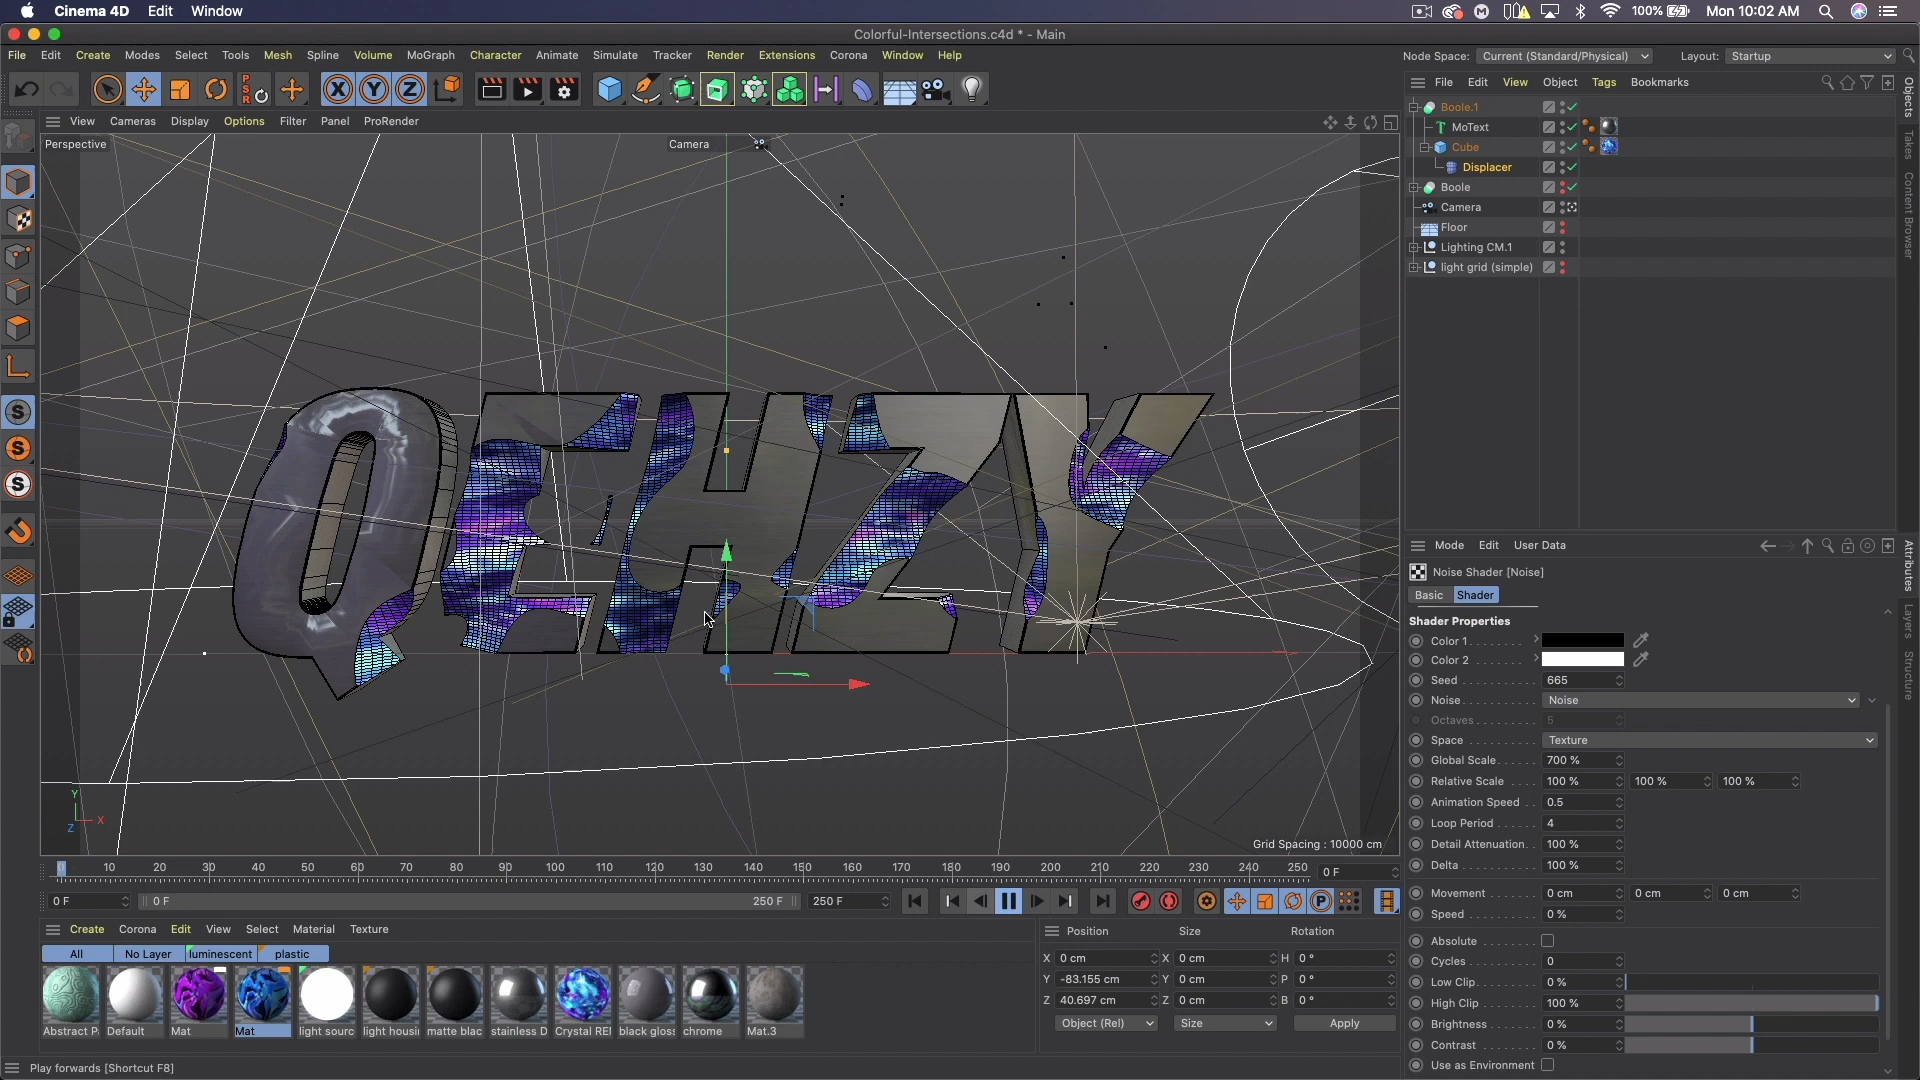 Cinema 4D Edit Window
100% Mon 10:02 AM
Colorful-Intersections.c4d * - Main
File Edit Create Modes Select Tools Mesh Spline Volume MoGraph Character Animate Simulate Tracker Render Extensions Corona Window Help
Node Space: Current (Standard/Physical) Layout: Startup
PSR X Y Z
File Edit View Object Tags Bookmarks
View Cameras Display Options Filter Panel ProRender
Perspective
Camera
Boole.1
MoText
Cube
Displacer
Boole
Camera
Floor
Lighting CM.1
light grid (simple)
Objects
Takes
Content Browser
QEHZY
Y
X
Z
Grid Spacing : 10000 cm
Mode Edit User Data
Noise Shader [Noise]
Basic Shader
Shader Properties
Color 1
Color 2
Seed 665
Noise Noise
Octaves 5
Space Texture
Global Scale 700 %
Relative Scale 100 % 100 % 100 %
Animation Speed 0.5
Loop Period 4
Detail Attenuation 100 %
Delta 100 %
Movement 0 cm 0 cm 0 cm
Speed 0 %
Absolute
Cycles 0
Low Clip 0 %
High Clip 100 %
Brightness 0 %
Contrast 0 %
Use as Environment
Attributes
Layers
Structure
0 10 20 30 40 50 60 70 80 90 100 110 120 130 140 150 160 170 180 190 200 210 220 230 240 250 0 F
0 F 0 F 250 F 250 F
Create Corona Edit View Select Material Texture
All No Layer luminescent plastic
Abstract P Default Mat Mat light sourc light housi matte blac stainless D Crystal REI black gloss chrome Mat.3
Position Size Rotation
X 0 cm X 0 cm H 0 °
Y -83.155 cm Y 0 cm P 0 °
Z 40.697 cm Z 0 cm B 0 °
Object (Rel) Size Apply
Play forwards [Shortcut F8]